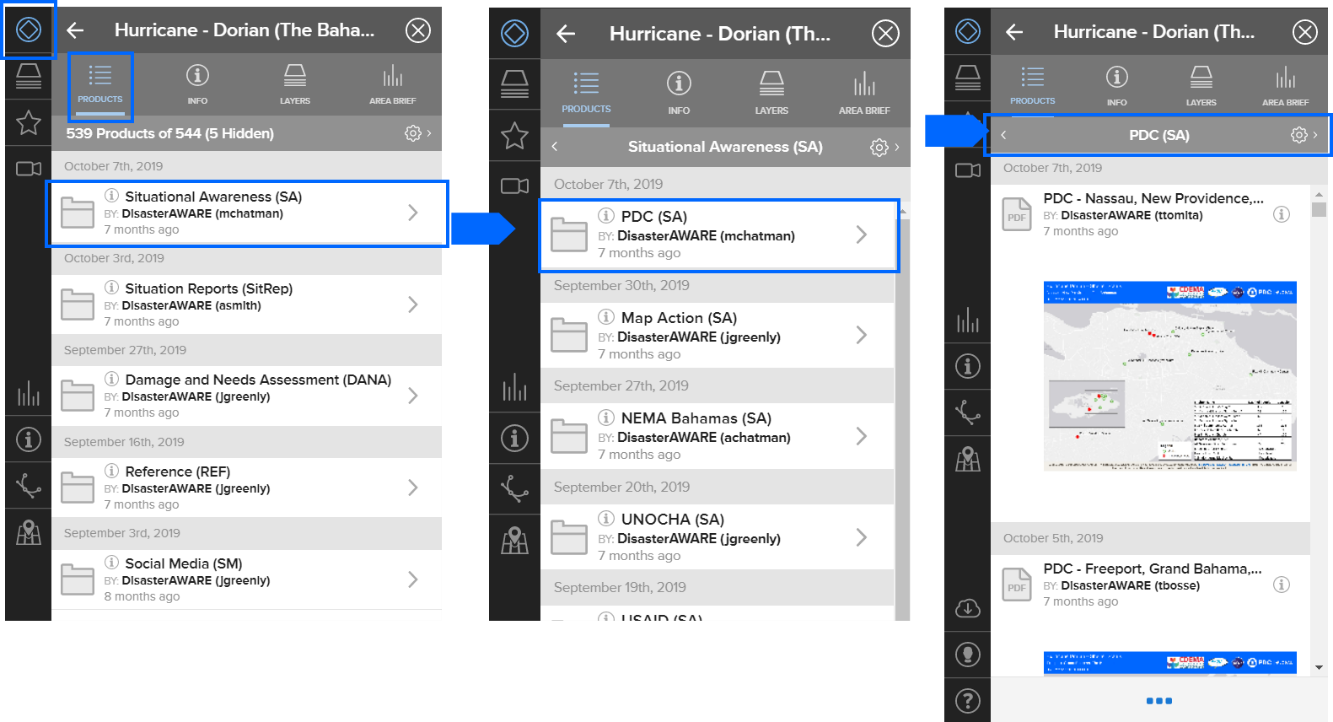 Hurricane - Dorian (The Baha...
PRODUCTS
INFO
LAYERS
AREA BRIEF
539 Products of 544 (5 Hidden)
October 7th, 2019
Situational Awareness (SA)
BY: DisasterAWARE (mchatman)
7 months ago
October 3rd, 2019
Situation Reports (SitRep)
BY: DisasterAWARE (asmith)
7 months ago
September 27th, 2019
Damage and Needs Assessment (DANA)
BY: DisasterAWARE (jgreenly)
7 months ago
September 16th, 2019
Reference (REF)
BY: DisasterAWARE (jgreenly)
7 months ago
September 3rd, 2019
Social Media (SM)
BY: DisasterAWARE (jgreenly)
8 months ago
Hurricane - Dorian (Th...
PRODUCTS
INFO
LAYERS
AREA BRIEF
Situational Awareness (SA)
October 7th, 2019
PDC (SA)
BY: DisasterAWARE (mchatman)
7 months ago
September 30th, 2019
Map Action (SA)
BY: DisasterAWARE (jgreenly)
7 months ago
September 27th, 2019
NEMA Bahamas (SA)
BY: DisasterAWARE (achatman)
7 months ago
September 20th, 2019
UNOCHA (SA)
BY: DisasterAWARE (jgreenly)
7 months ago
September 19th, 2019
USAID (SA)
Hurricane - Dorian (Th...
PRODUCTS
INFO
LAYERS
AREA BRIEF
PDC (SA)
October 7th, 2019
PDC - Nassau, New Providence,...
PDF
BY: DisasterAWARE (ttomita)
7 months ago
CDEMA
PDC
October 5th, 2019
PDC - Freeport, Grand Bahama,...
PDF
BY: DisasterAWARE (tbosse)
7 months ago
CDEMA
PDC